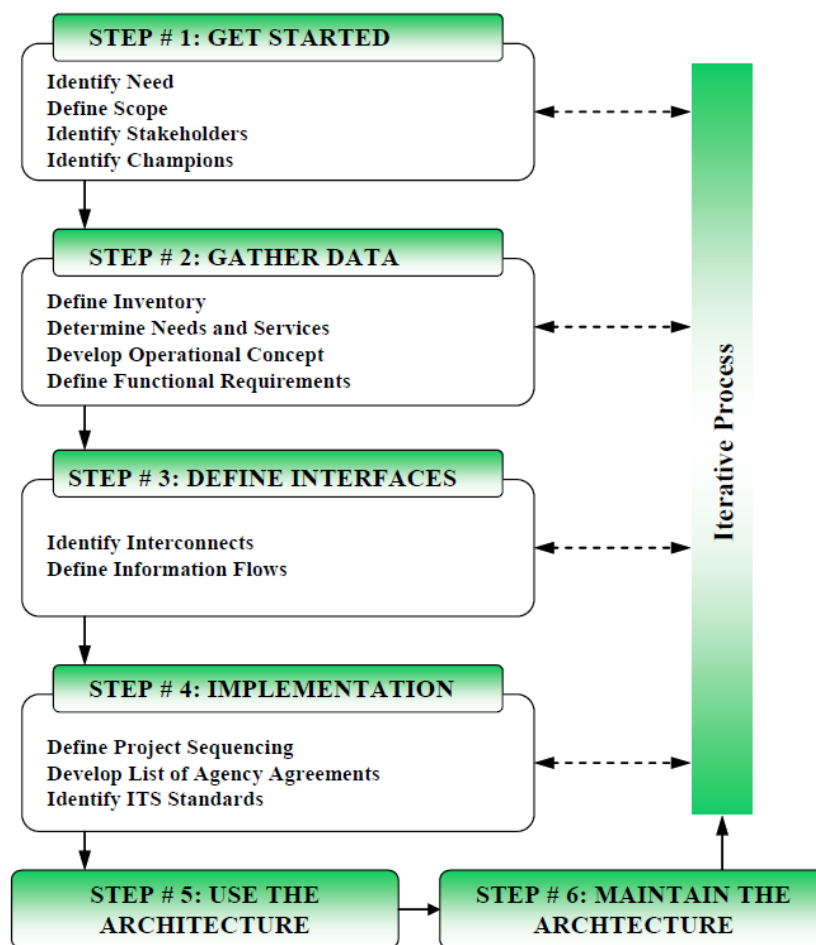 STEP # 1: GET STARTED
Identify Need
Define Scope
Identify Stakeholders
Identify Champions
STEP # 2: GATHER DATA
Define Inventory
Determine Needs and Services
Develop Operational Concept
Define Functional Requirements
STEP # 3: DEFINE INTERFACES
Identify Interconnects
Define Information Flows
STEP # 4: IMPLEMENTATION
Define Project Sequencing
Develop List of Agency Agreements
Identify ITS Standards
STEP # 5: USE THE
ARCHITECTURE
STEP # 6: MAINTAIN THE
ARCHTECTURE
Iterative Process